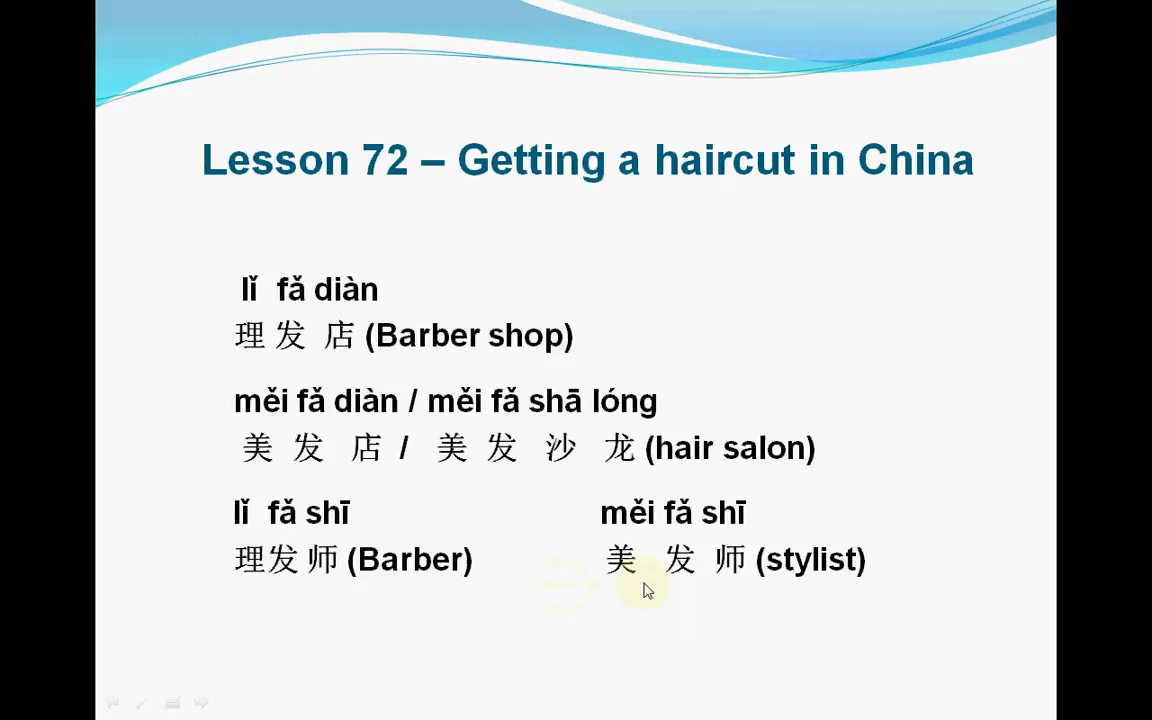 Lesson 72 – Getting a haircut in China
lǐ fǎ diàn
理 发 店 (Barber shop)
měi fǎ diàn / měi fǎ shā lóng
美 发 店 / 美 发 沙 龙 (hair salon)
lǐ fǎ shī měi fǎ shī
理发 师 (Barber) 美 发 师 (stylist)